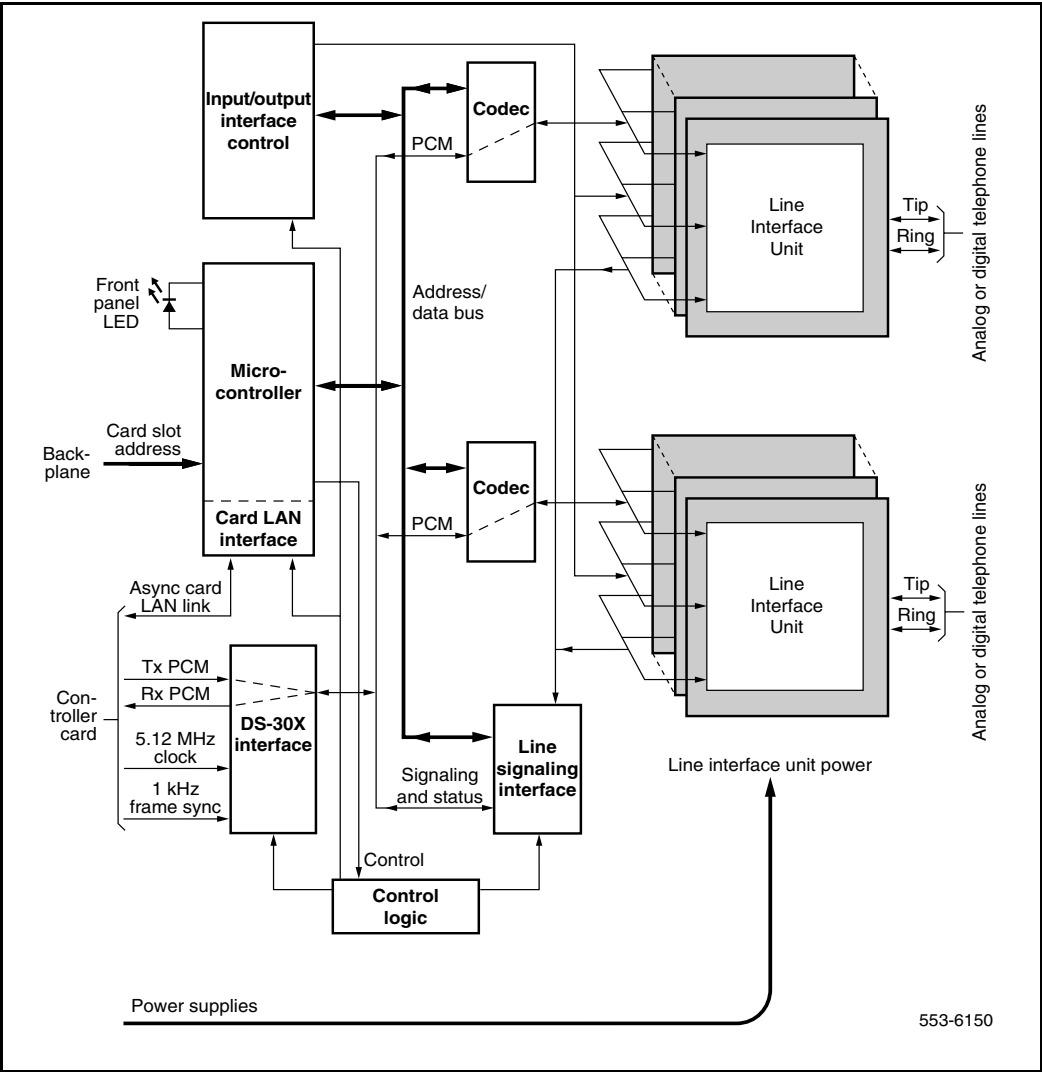 Input/output
interface
control
Codec
PCM
Line
Interface
Unit
Tip
Ring
Analog or digital telephone lines
Front
panel
LED
Address/
data bus
Micro-
controller
Card slot
address
Back-
plane
Card LAN
interface
Codec
PCM
Line
Interface
Unit
Tip
Ring
Analog or digital telephone lines
Async card
LAN link
Tx PCM
Rx PCM
Con-
troller
card
DS-30X
interface
5.12 MHz
clock
1 kHz
frame sync
Signaling
and status
Line
signaling
interface
Line interface unit power
Control
Control
logic
Power supplies
553-6150